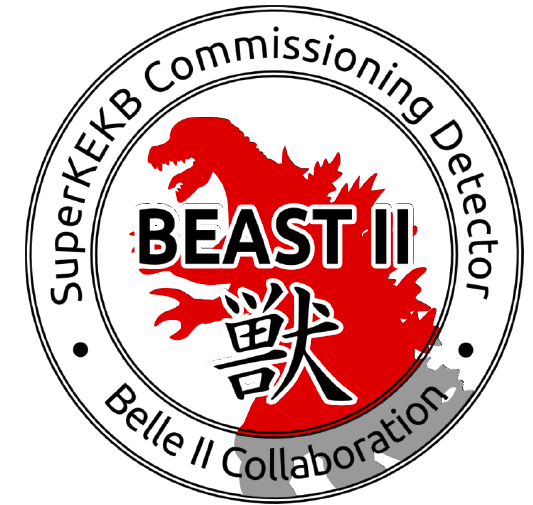 SuperKEKB Commissioning Detector
BEAST II
獣
Belle II Collaboration